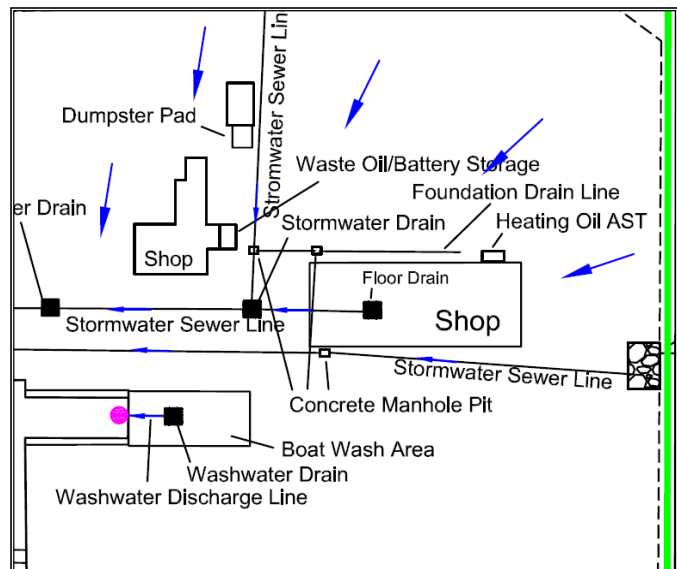 Stromwater Sewer Lin
Dumpster Pad
Waste Oil/Battery Storage
Foundation Drain Line
er Drain
Stormwater Drain
Heating Oil AST
Shop
Floor Drain
Stormwater Sewer Line
Shop
Stormwater Sewer Line
Concrete Manhole Pit
Boat Wash Area
Washwater Drain
Washwater Discharge Line